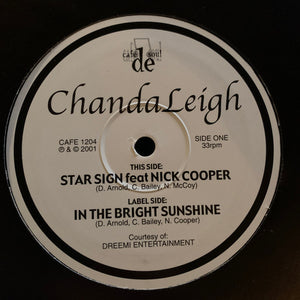 café soul
de
ChandaLeigh
CAFE 1204
℗ & © 2001
SIDE ONE
33rpm
THIS SIDE:
STAR SIGN feat NICK COOPER
(D. Arnold, C. Bailey, N. McCoy)
LABEL SIDE:
IN THE BRIGHT SUNSHINE
(D. Arnold, C. Bailey, N. Cooper)
Courtesy of:
DREEMI ENTERTAINMENT